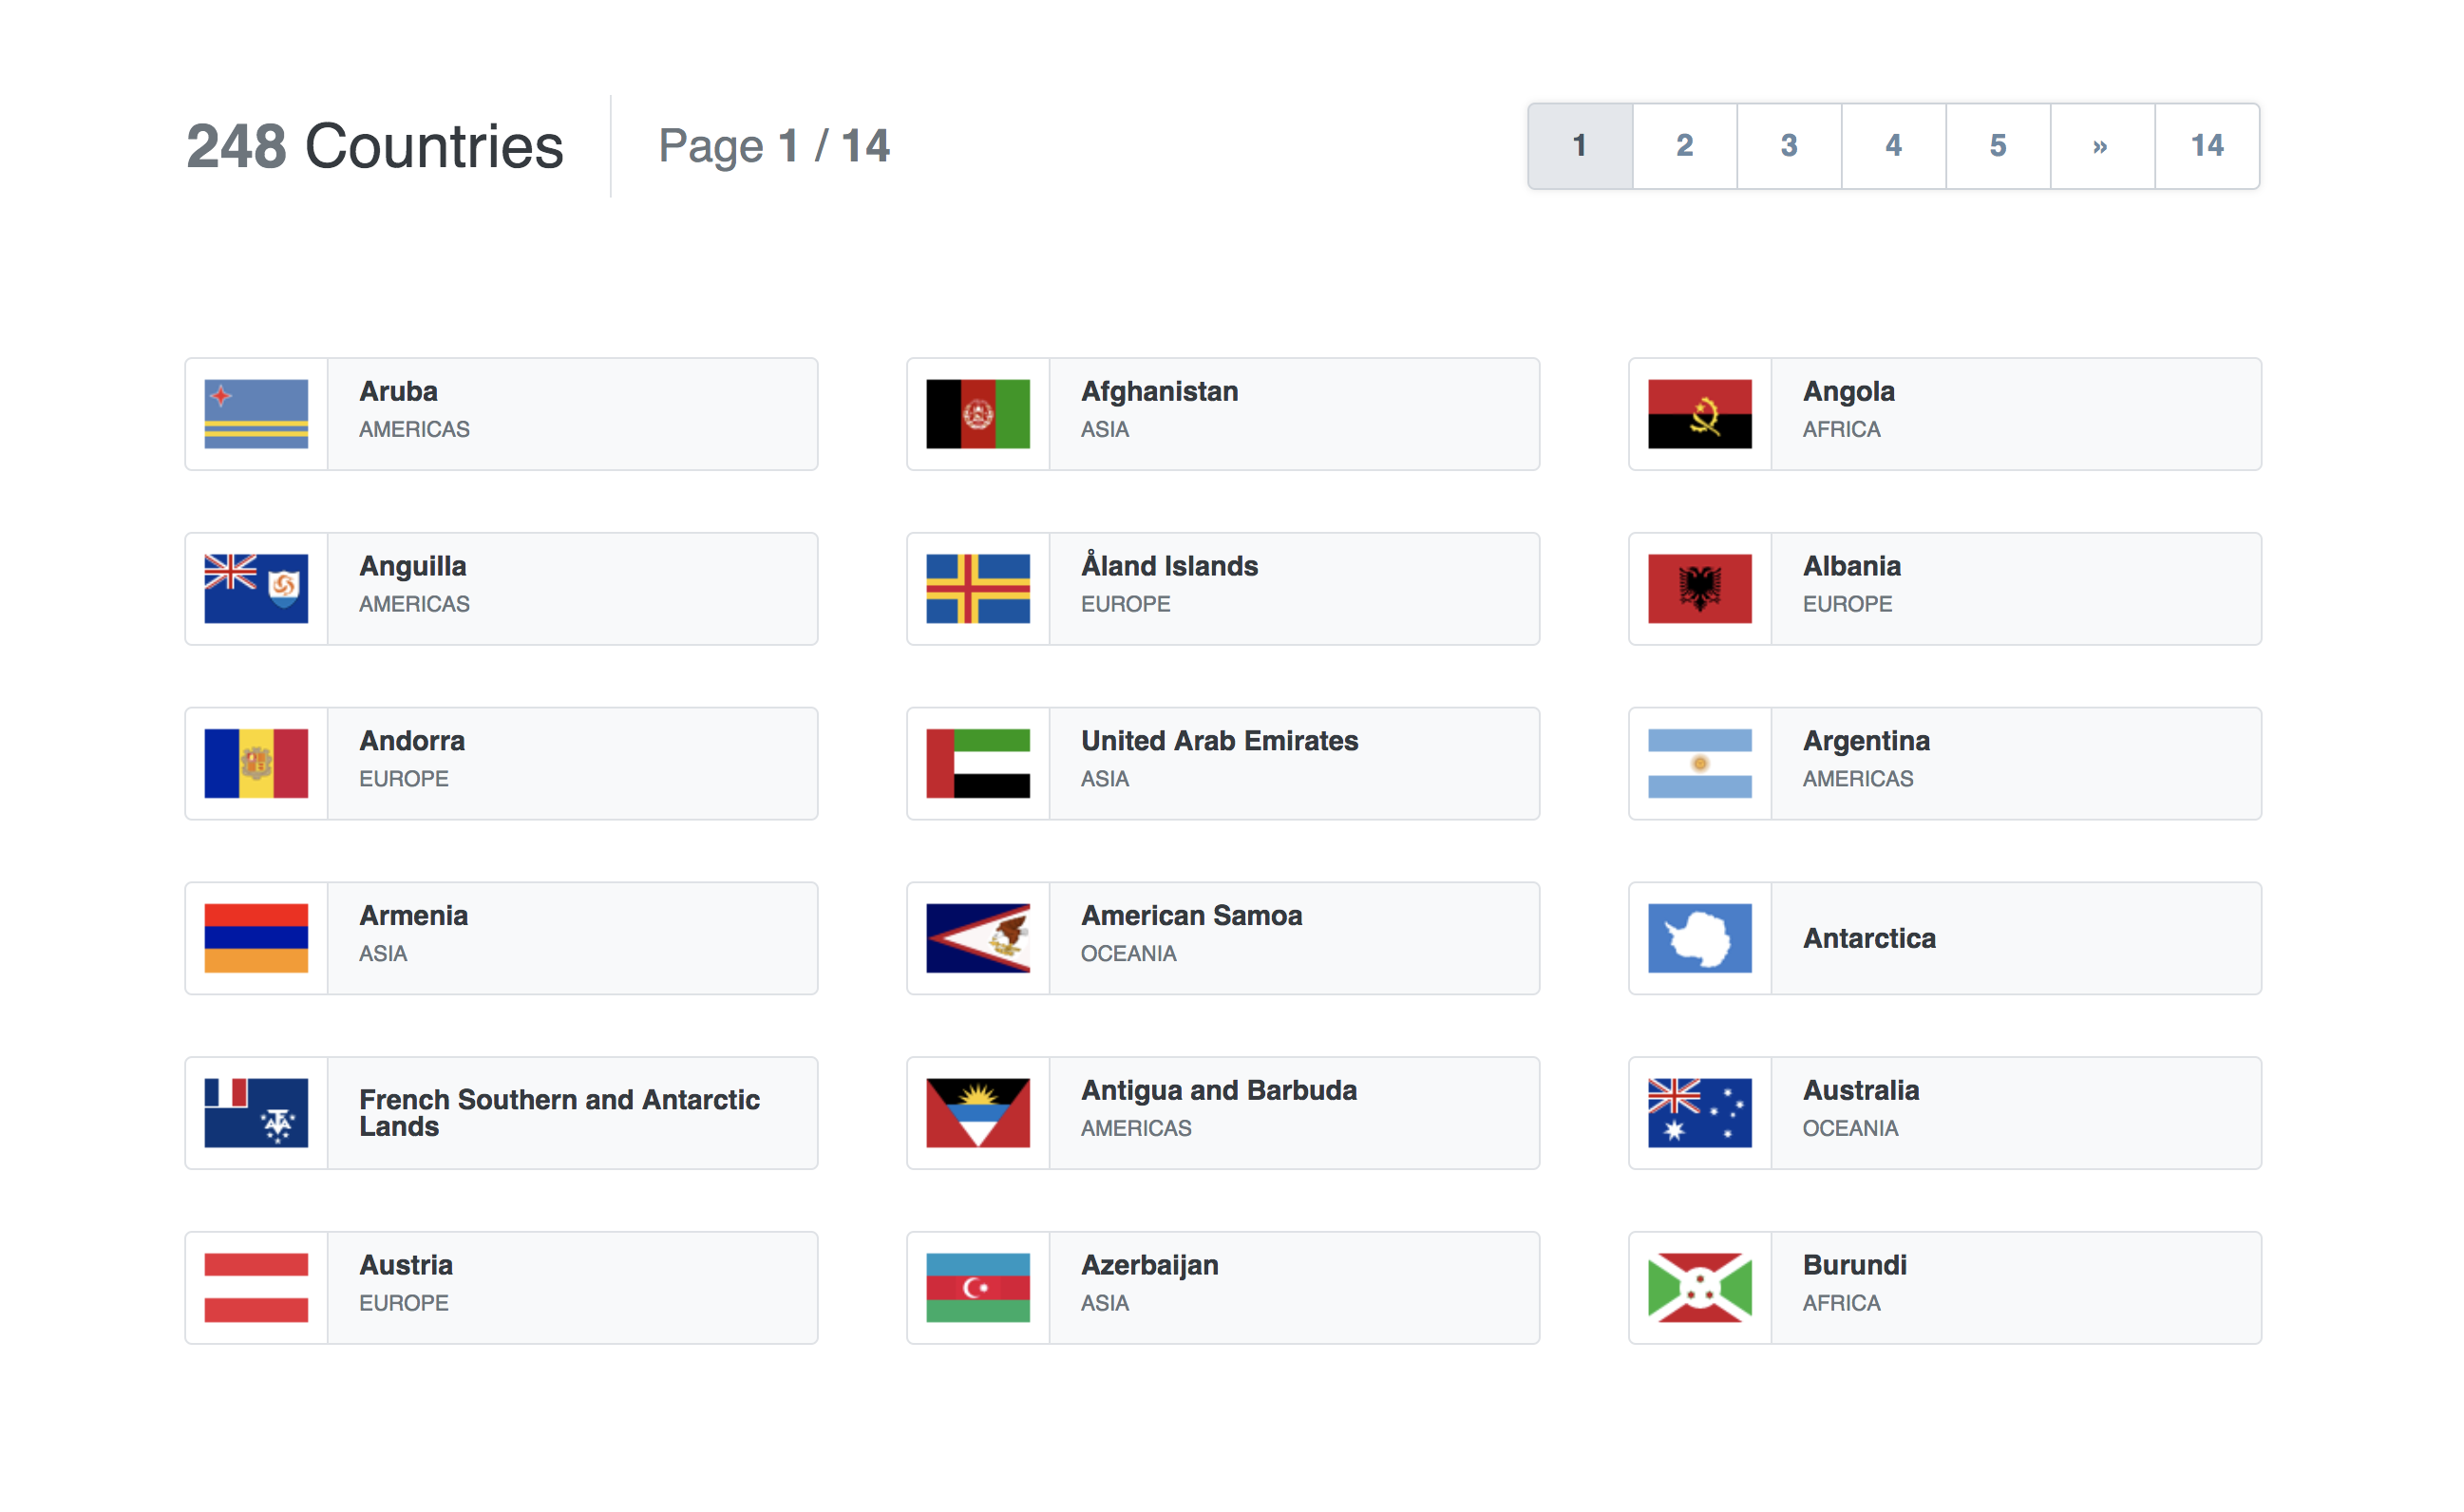 248 Countries
Page 1 / 14
1 2 3 4 5 » 14
Aruba
AMERICAS
Afghanistan
ASIA
Angola
AFRICA
Anguilla
AMERICAS
Åland Islands
EUROPE
Albania
EUROPE
Andorra
EUROPE
United Arab Emirates
ASIA
Argentina
AMERICAS
Armenia
ASIA
American Samoa
OCEANIA
Antarctica
French Southern and Antarctic
Lands
Antigua and Barbuda
AMERICAS
Australia
OCEANIA
Austria
EUROPE
Azerbaijan
ASIA
Burundi
AFRICA